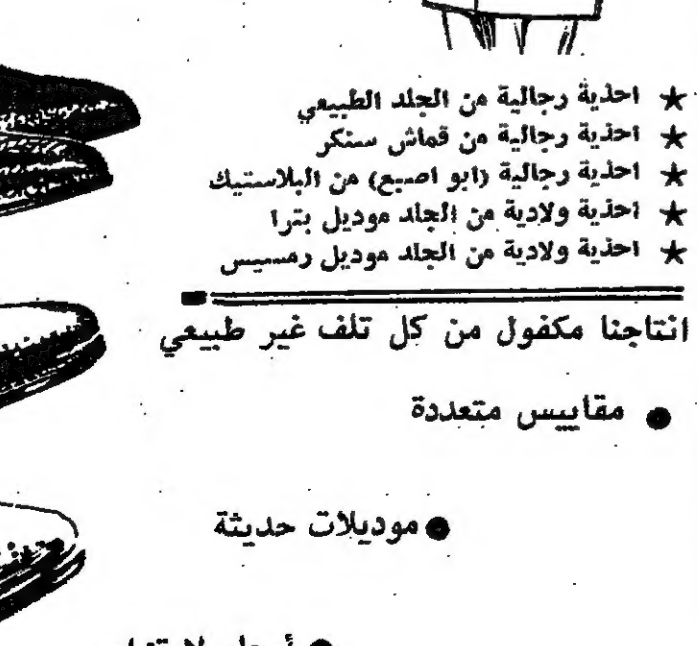 ★ احذية رجالية من الجلد الطبيعي
★ احذية رجالية من قماش سنكر
★ احذية رجالية (ابو اصبع) من البلاستيك
★ احذية ولادية من الجلد موديل بترا
★ احذية ولادية من الجلد موديل رمسيس
انتاجنا مكفول من كل تلف غير طبيعي
● مقاييس متعددة
● موديلات حديثة